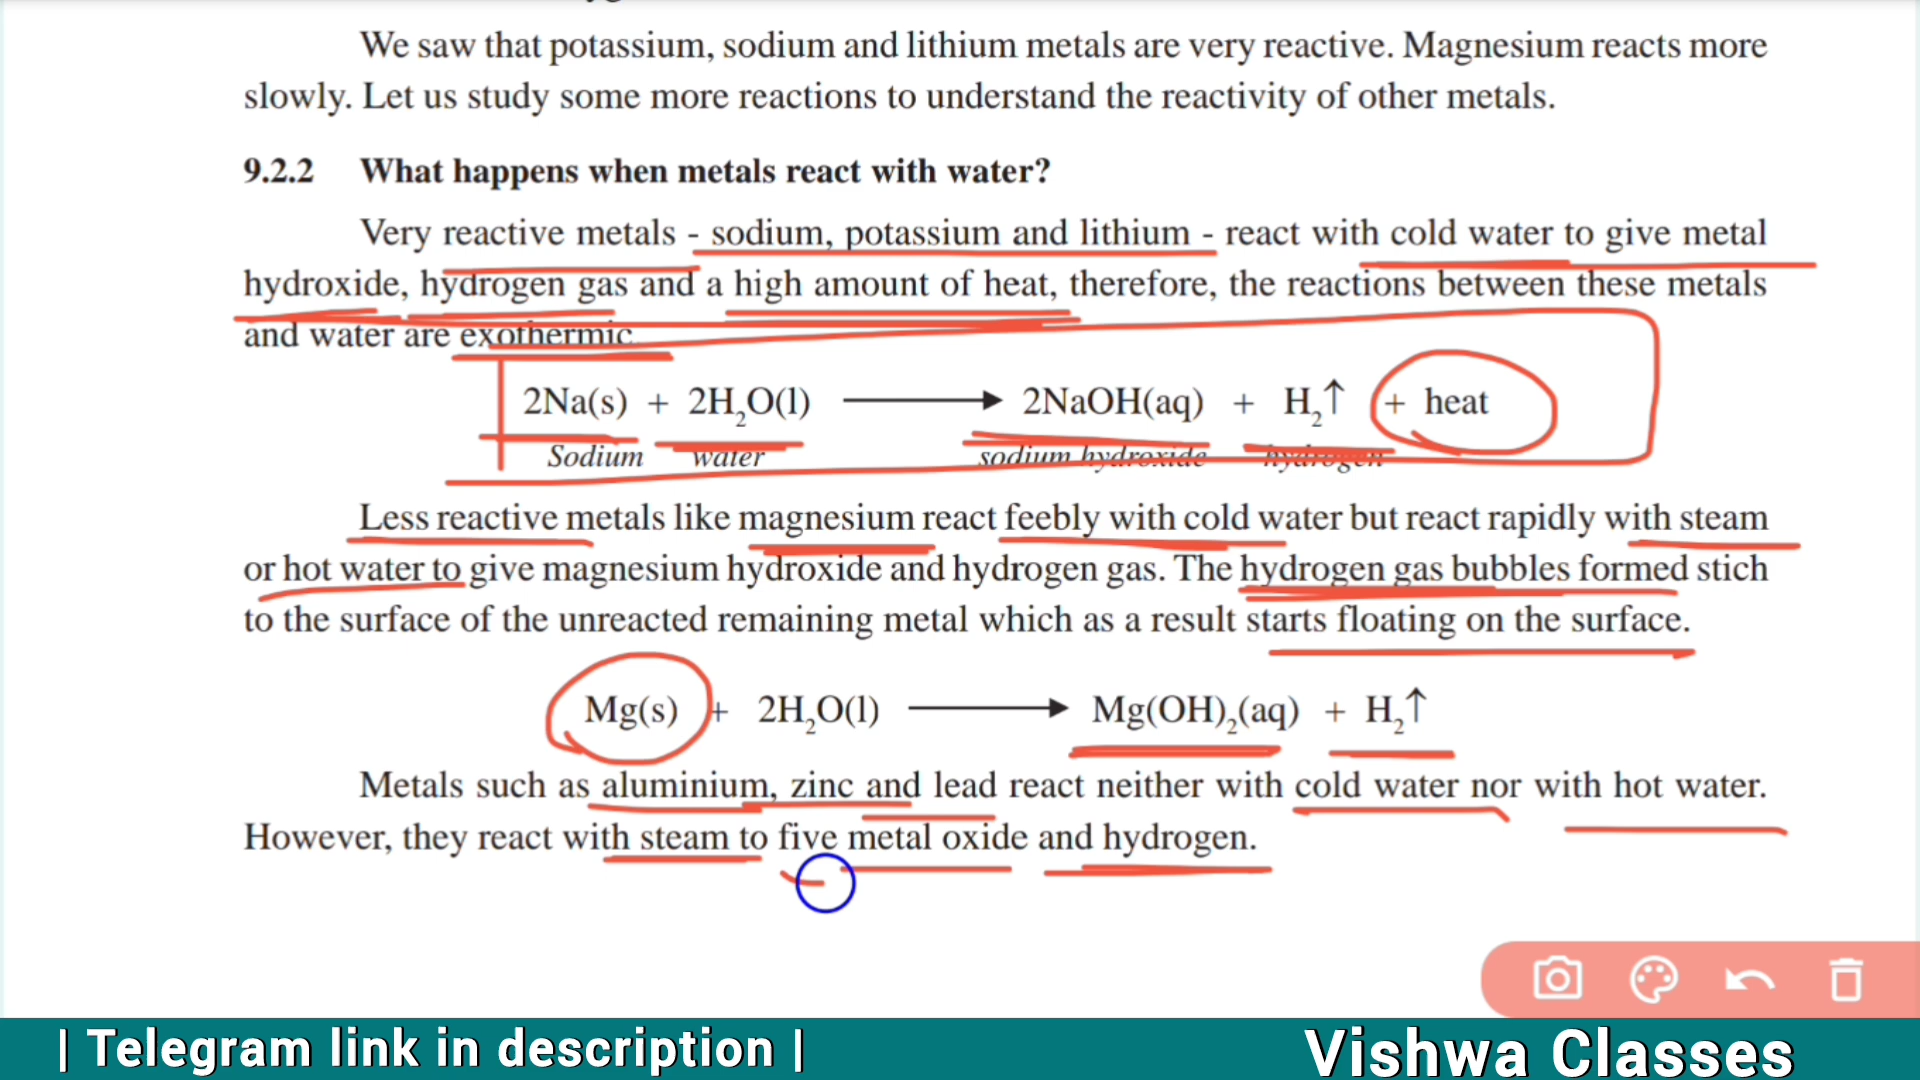 We saw that potassium, sodium and lithium metals are very reactive. Magnesium reacts more
slowly. Let us study some more reactions to understand the reactivity of other metals.
9.2.2 What happens when metals react with water?
Very reactive metals - sodium, potassium and lithium - react with cold water to give metal
hydroxide, hydrogen gas and a high amount of heat, therefore, the reactions between these metals
and water are exothermic.
2Na(s) + 2H₂O(l) ⟶ 2NaOH(aq) + H₂↑ + heat
Sodium water sodium hydroxide hydrogen
Less reactive metals like magnesium react feebly with cold water but react rapidly with steam
or hot water to give magnesium hydroxide and hydrogen gas. The hydrogen gas bubbles formed stich
to the surface of the unreacted remaining metal which as a result starts floating on the surface.
Mg(s) + 2H₂O(l) ⟶ Mg(OH)₂(aq) + H₂↑
Metals such as aluminium, zinc and lead react neither with cold water nor with hot water.
However, they react with steam to five metal oxide and hydrogen.
| Telegram link in description | Vishwa Classes